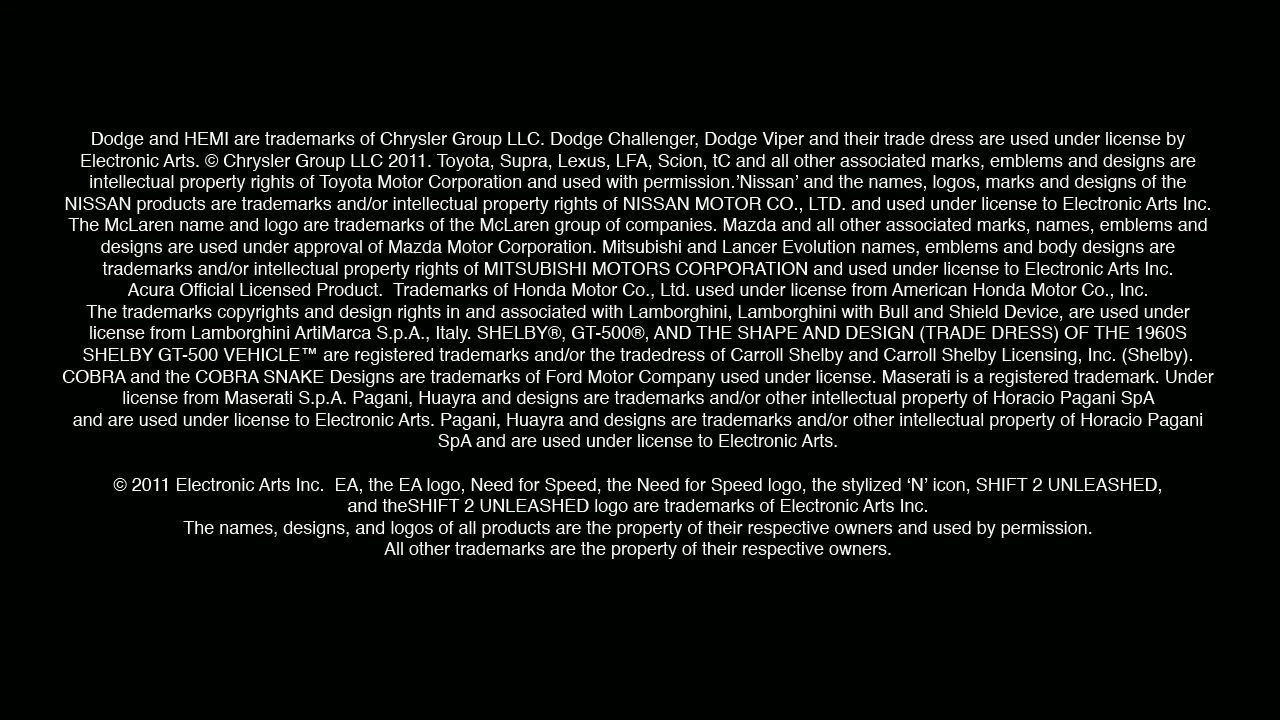 Dodge and HEMI are trademarks of Chrysler Group LLC. Dodge Challenger, Dodge Viper and their trade dress are used under license by
Electronic Arts. © Chrysler Group LLC 2011. Toyota, Supra, Lexus, LFA, Scion, tC and all other associated marks, emblems and designs are
intellectual property rights of Toyota Motor Corporation and used with permission.’Nissan’ and the names, logos, marks and designs of the
NISSAN products are trademarks and/or intellectual property rights of NISSAN MOTOR CO., LTD. and used under license to Electronic Arts Inc.
The McLaren name and logo are trademarks of the McLaren group of companies. Mazda and all other associated marks, names, emblems and
designs are used under approval of Mazda Motor Corporation. Mitsubishi and Lancer Evolution names, emblems and body designs are
trademarks and/or intellectual property rights of MITSUBISHI MOTORS CORPORATION and used under license to Electronic Arts Inc.
Acura Official Licensed Product.  Trademarks of Honda Motor Co., Ltd. used under license from American Honda Motor Co., Inc.
The trademarks copyrights and design rights in and associated with Lamborghini, Lamborghini with Bull and Shield Device, are used under
license from Lamborghini ArtiMarca S.p.A., Italy. SHELBY®, GT-500®, AND THE SHAPE AND DESIGN (TRADE DRESS) OF THE 1960S
SHELBY GT-500 VEHICLE™ are registered trademarks and/or the tradedress of Carroll Shelby and Carroll Shelby Licensing, Inc. (Shelby).
COBRA and the COBRA SNAKE Designs are trademarks of Ford Motor Company used under license. Maserati is a registered trademark. Under
license from Maserati S.p.A. Pagani, Huayra and designs are trademarks and/or other intellectual property of Horacio Pagani SpA
and are used under license to Electronic Arts. Pagani, Huayra and designs are trademarks and/or other intellectual property of Horacio Pagani
SpA and are used under license to Electronic Arts.
© 2011 Electronic Arts Inc.  EA, the EA logo, Need for Speed, the Need for Speed logo, the stylized ‘N’ icon, SHIFT 2 UNLEASHED,
and theSHIFT 2 UNLEASHED logo are trademarks of Electronic Arts Inc.
The names, designs, and logos of all products are the property of their respective owners and used by permission.
All other trademarks are the property of their respective owners.